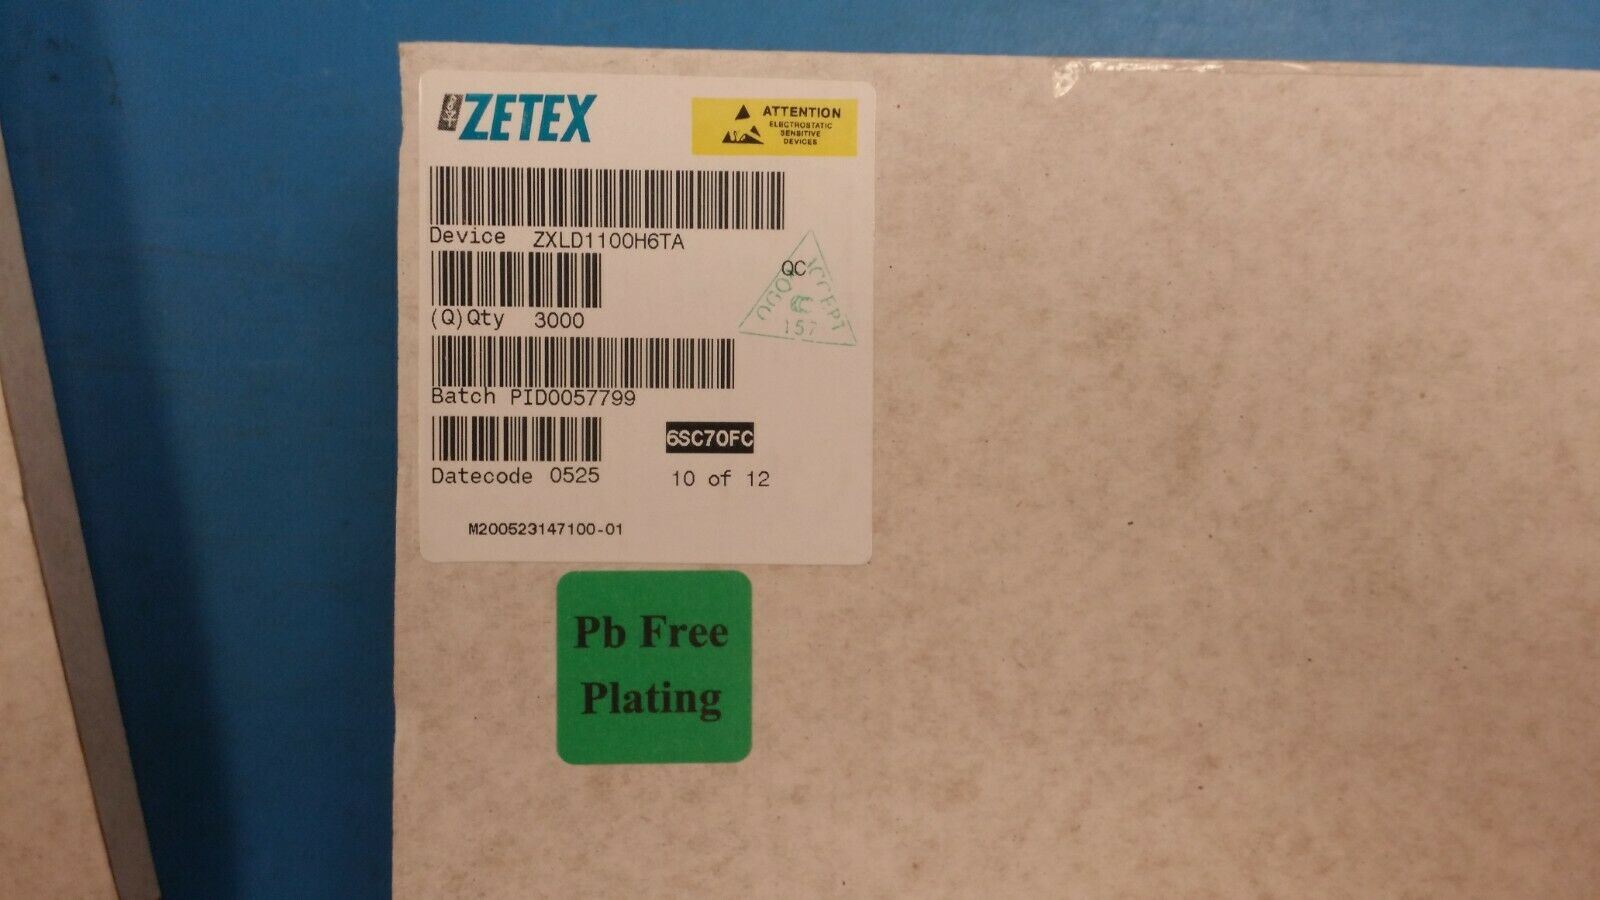 ZETEX
ATTENTION
ELECTROSTATIC
SENSITIVE
DEVICES
Device ZXLD1100H6TA
QC
ACCEPT
157
(Q)Qty 3000
Batch PID0057799
6SC70FC
Datecode 0525
10 of 12
M200523147100-01
Pb Free
Plating